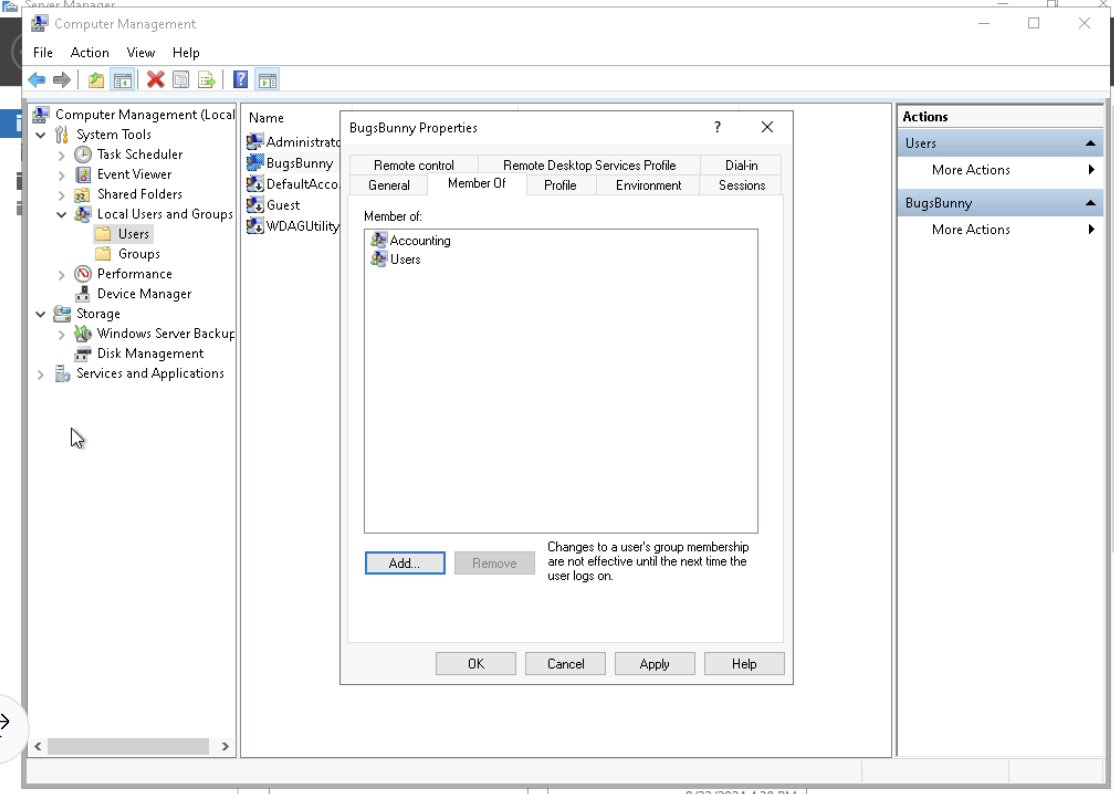 Server Manager
Computer Management
File Action View Help
Computer Management (Local
System Tools
Task Scheduler
Event Viewer
Shared Folders
Local Users and Groups
Users
Groups
Performance
Device Manager
Storage
Windows Server Backup
Disk Management
Services and Applications
Name
Administrato
BugsBunny
DefaultAcco
Guest
WDAGUtility
BugsBunny Properties
?
Remote control Remote Desktop Services Profile Dial-in
General Member Of Profile Environment Sessions
Member of:
Accounting
Users
Add... Remove
Changes to a user's group membership
are not effective until the next time the
user logs on.
OK Cancel Apply Help
Actions
Users
More Actions
BugsBunny
More Actions